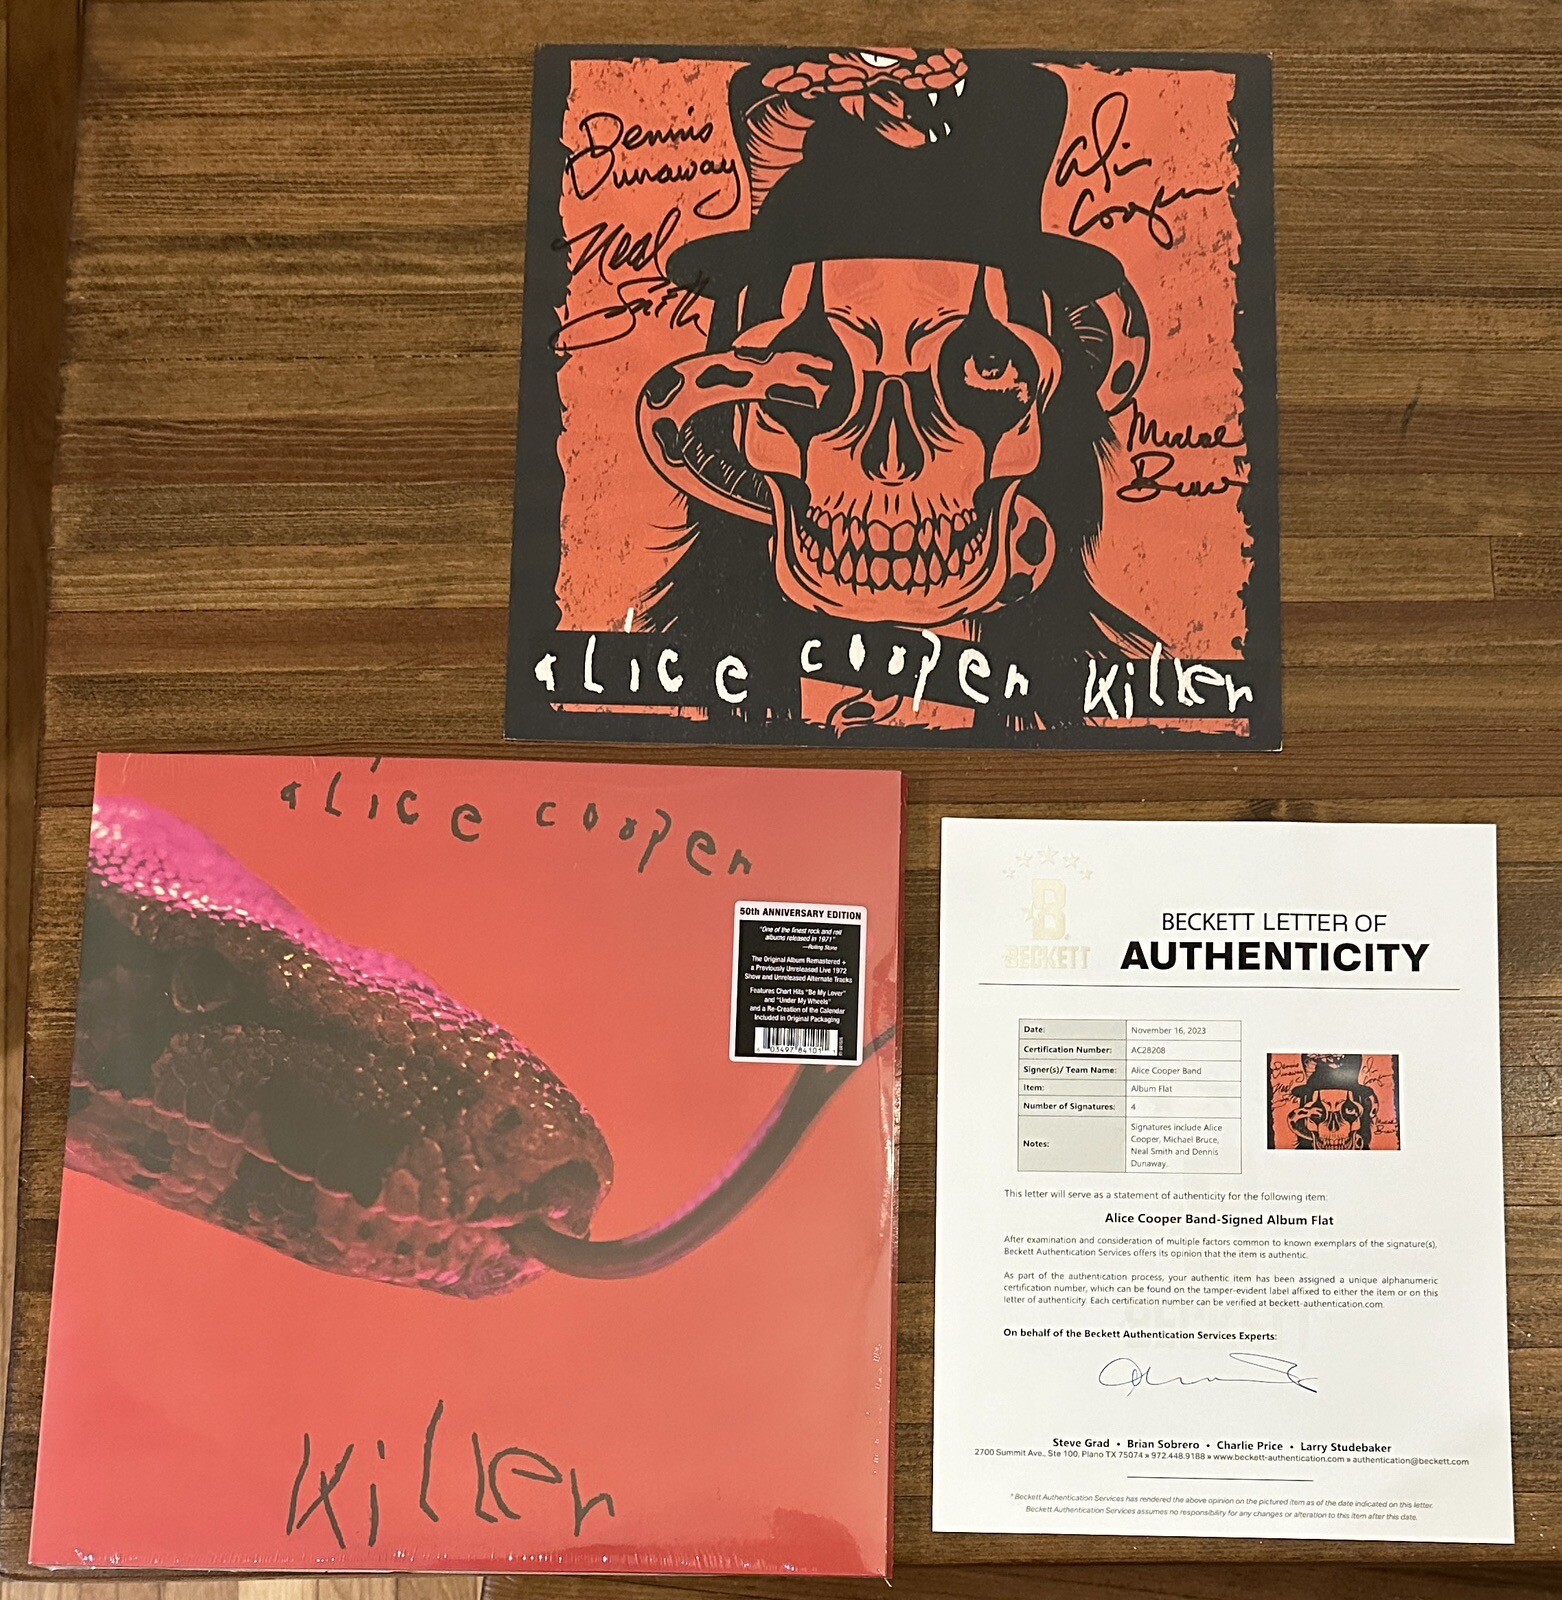 Dennis
Dunaway
Neal
Smith
Alice
Cooper
Michael
Bruce
alice cooper killer
alice cooper
50th ANNIVERSARY EDITION
"One of the finest rock and roll
albums released in 1971"
—Rolling Stone
The Original Album Remastered +
a Previously Unreleased Live 1972
Show and Unreleased Alternate Tracks
Features Chart Hits "Be My Lover"
and "Under My Wheels"
and a Re-Creation of the Calendar
Included in Original Packaging
03497 84101
killer
B
BECKETT
BECKETT LETTER OF
AUTHENTICITY
Date: November 16, 2023
Certification Number: AC28208
Signer(s)/ Team Name: Alice Cooper Band
Item: Album Flat
Number of Signatures: 4
Notes: Signatures include Alice
Cooper, Michael Bruce,
Neal Smith and Dennis
Dunaway.
This letter will serve as a statement of authenticity for the following item:
Alice Cooper Band-Signed Album Flat
After examination and consideration of multiple factors common to known exemplars of the signature(s),
Beckett Authentication Services offers its opinion that the item is authentic.
As part of the authentication process, your authentic item has been assigned a unique alphanumeric
certification number, which can be found on the tamper-evident label affixed to either the item or on this
letter of authenticity. Each certification number can be verified at beckett-authentication.com.
On behalf of the Beckett Authentication Services Experts:
Steve Grad • Brian Sobrero • Charlie Price • Larry Studebaker
2700 Summit Ave., Ste 100, Plano TX 75074 » 972.448.9188 » www.beckett-authentication.com » authentication@beckett.com
* Beckett Authentication Services has rendered the above opinion on the pictured item as of the date indicated on this letter.
Beckett Authentication Services assumes no responsibility for any changes or alteration to this item after this date.